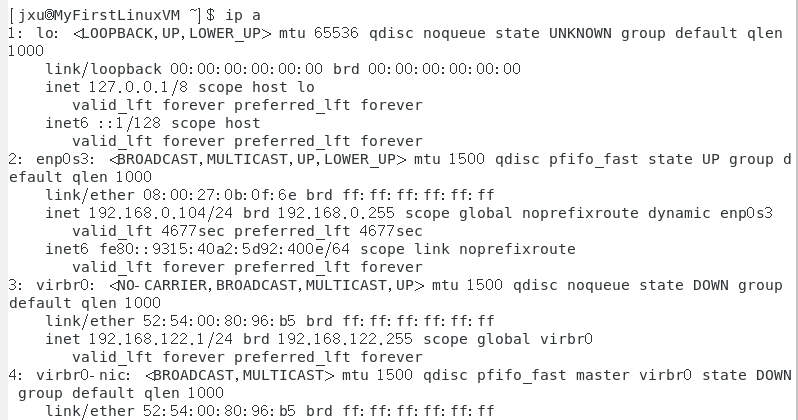 [jxu@MyFirstLinuxVM ~]$ ip a
1: lo: <LOOPBACK,UP,LOWER_UP> mtu 65536 qdisc noqueue state UNKNOWN group default qlen
1000
link/loopback 00:00:00:00:00:00 brd 00:00:00:00:00:00
inet 127.0.0.1/8 scope host lo
valid_lft forever preferred_lft forever
inet6 ::1/128 scope host
valid_lft forever preferred_lft forever
2: enp0s3: <BROADCAST,MULTICAST,UP,LOWER_UP> mtu 1500 qdisc pfifo_fast state UP group d
efault qlen 1000
link/ether 08:00:27:0b:0f:6e brd ff:ff:ff:ff:ff:ff
inet 192.168.0.104/24 brd 192.168.0.255 scope global noprefixroute dynamic enp0s3
valid_lft 4677sec preferred_lft 4677sec
inet6 fe80::9315:40a2:5d92:400e/64 scope link noprefixroute
valid_lft forever preferred_lft forever
3: virbr0: <NO-CARRIER,BROADCAST,MULTICAST,UP> mtu 1500 qdisc noqueue state DOWN group
default qlen 1000
link/ether 52:54:00:80:96:b5 brd ff:ff:ff:ff:ff:ff
inet 192.168.122.1/24 brd 192.168.122.255 scope global virbr0
valid_lft forever preferred_lft forever
4: virbr0-nic: <BROADCAST,MULTICAST> mtu 1500 qdisc pfifo_fast master virbr0 state DOWN
group default qlen 1000
link/ether 52:54:00:80:96:b5 brd ff:ff:ff:ff:ff:ff